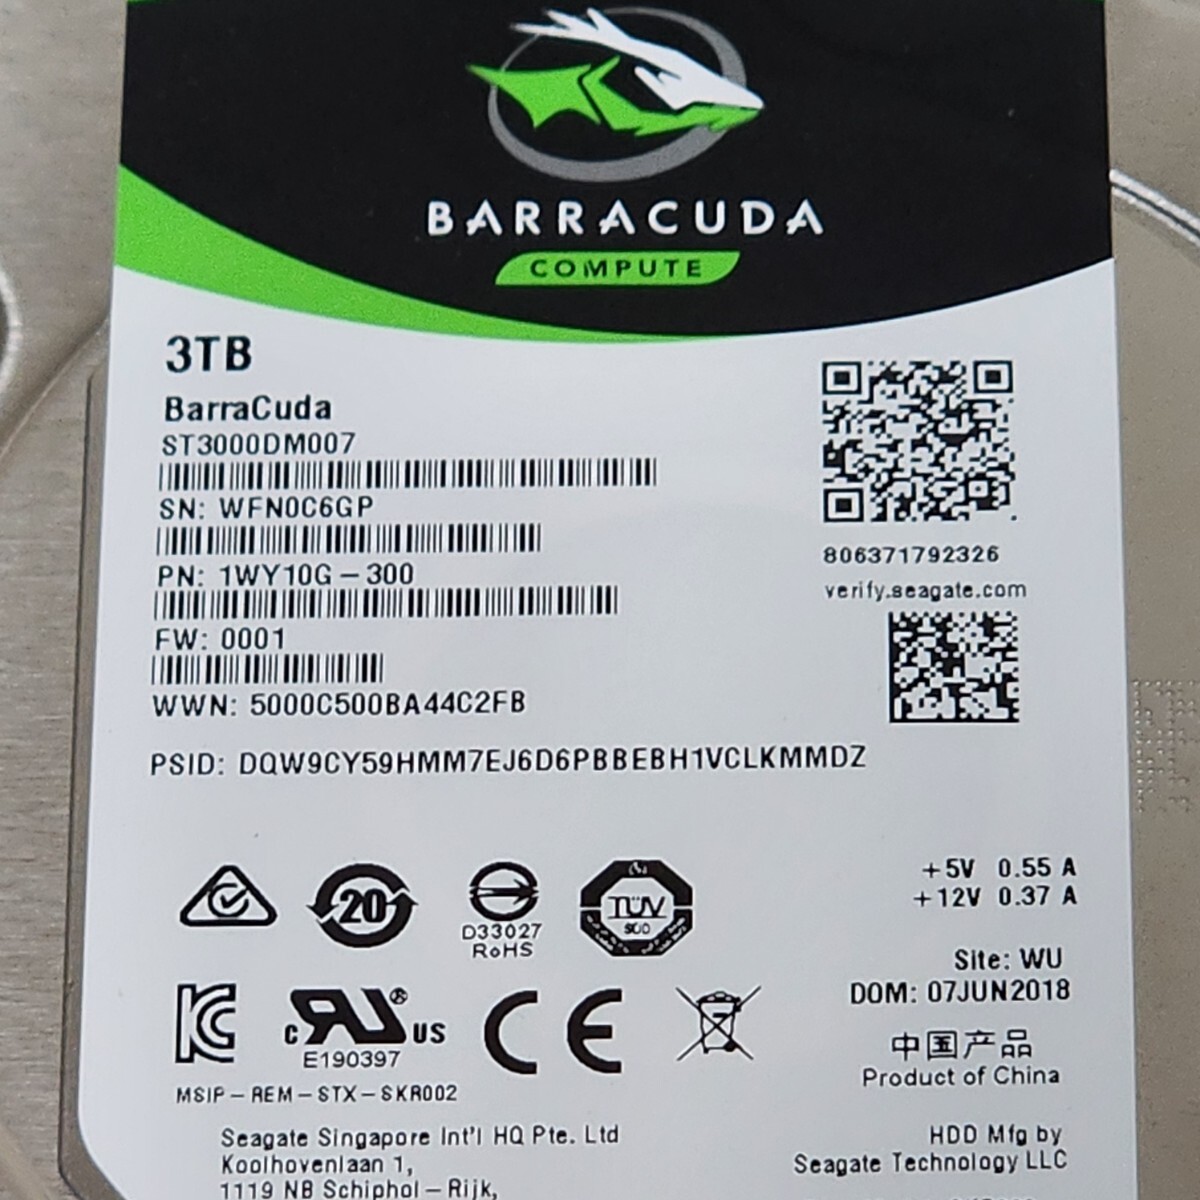 BARRACUDA
COMPUTE
3TB
BarraCuda
ST3000DM007
SN: WFN0C6GP
PN: 1WY10G-300
FW: 0001
WWN: 5000C500BA44C2FB
806371792326
verify.seagate.com
PSID: DQW9CY59HMM7EJ6D6PBBEBH1VCLKMMDZ
+5V 0.55 A
+12V 0.37 A
20
D33027
RoHS
TÜV
SÜD
Site: WU
DOM: 07JUN2018
中国产品
Product of China
c RU ® US
E190397
CE
MSIP-REM-STX-SKR002
Seagate Singapore Int'l HQ Pte. Ltd
Koolhovenlaan 1,
1119 NB Schiphol-Rijk,
HDD Mfg by
Seagate Technology LLC